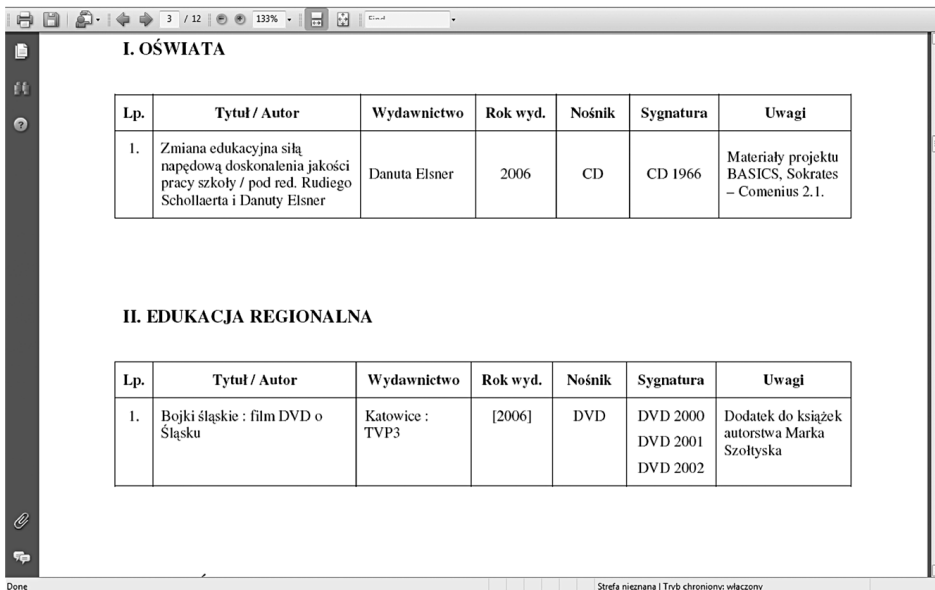 3 / 12 133% Find
I. OŚWIATA
Lp. Tytuł / Autor Wydawnictwo Rok wyd. Nośnik Sygnatura Uwagi
1. Zmiana edukacyjna siłą
napędową doskonalenia jakości
pracy szkoły / pod red. Rudiego
Schollaerta i Danuty Elsner
Danuta Elsner
2006
CD
CD 1966
Materiały projektu
BASICS, Sokrates
– Comenius 2.1.
II. EDUKACJA REGIONALNA
Lp. Tytuł / Autor Wydawnictwo Rok wyd. Nośnik Sygnatura Uwagi
1. Bojki śląskie : film DVD o
Śląsku
Katowice :
TVP3
[2006]
DVD
DVD 2000
DVD 2001
DVD 2002
Dodatek do książek
autorstwa Marka
Szołtyska
Done Strefa nieznana | Tryb chroniony: włączony